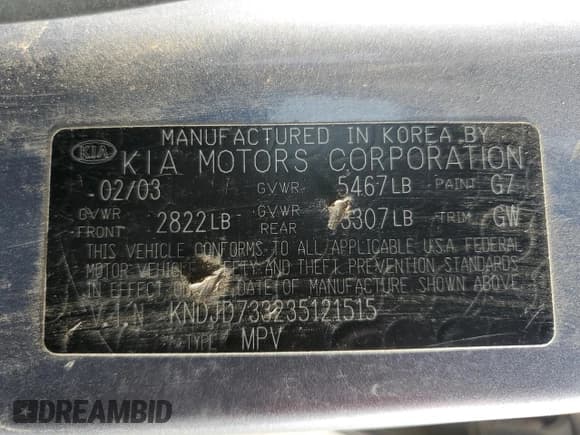 MANUFACTURED IN KOREA BY
KIA KIA MOTORS CORPORATION
02/03 GVWR 5467LB PAINT G7
GVWR FRONT 2822LB GVWR REAR 3307LB TRIM GW
THIS VEHICLE CONFORMS TO ALL APPLICABLE U.S.A. FEDERAL
MOTOR VEHICLE SAFETY AND THEFT PREVENTION STANDARDS
IN EFFECT ON THE DATE OF MANUFACTURE SHOWN ABOVE
V.I.N KNDJD733235121515
TYPE MPV
DREAMBID